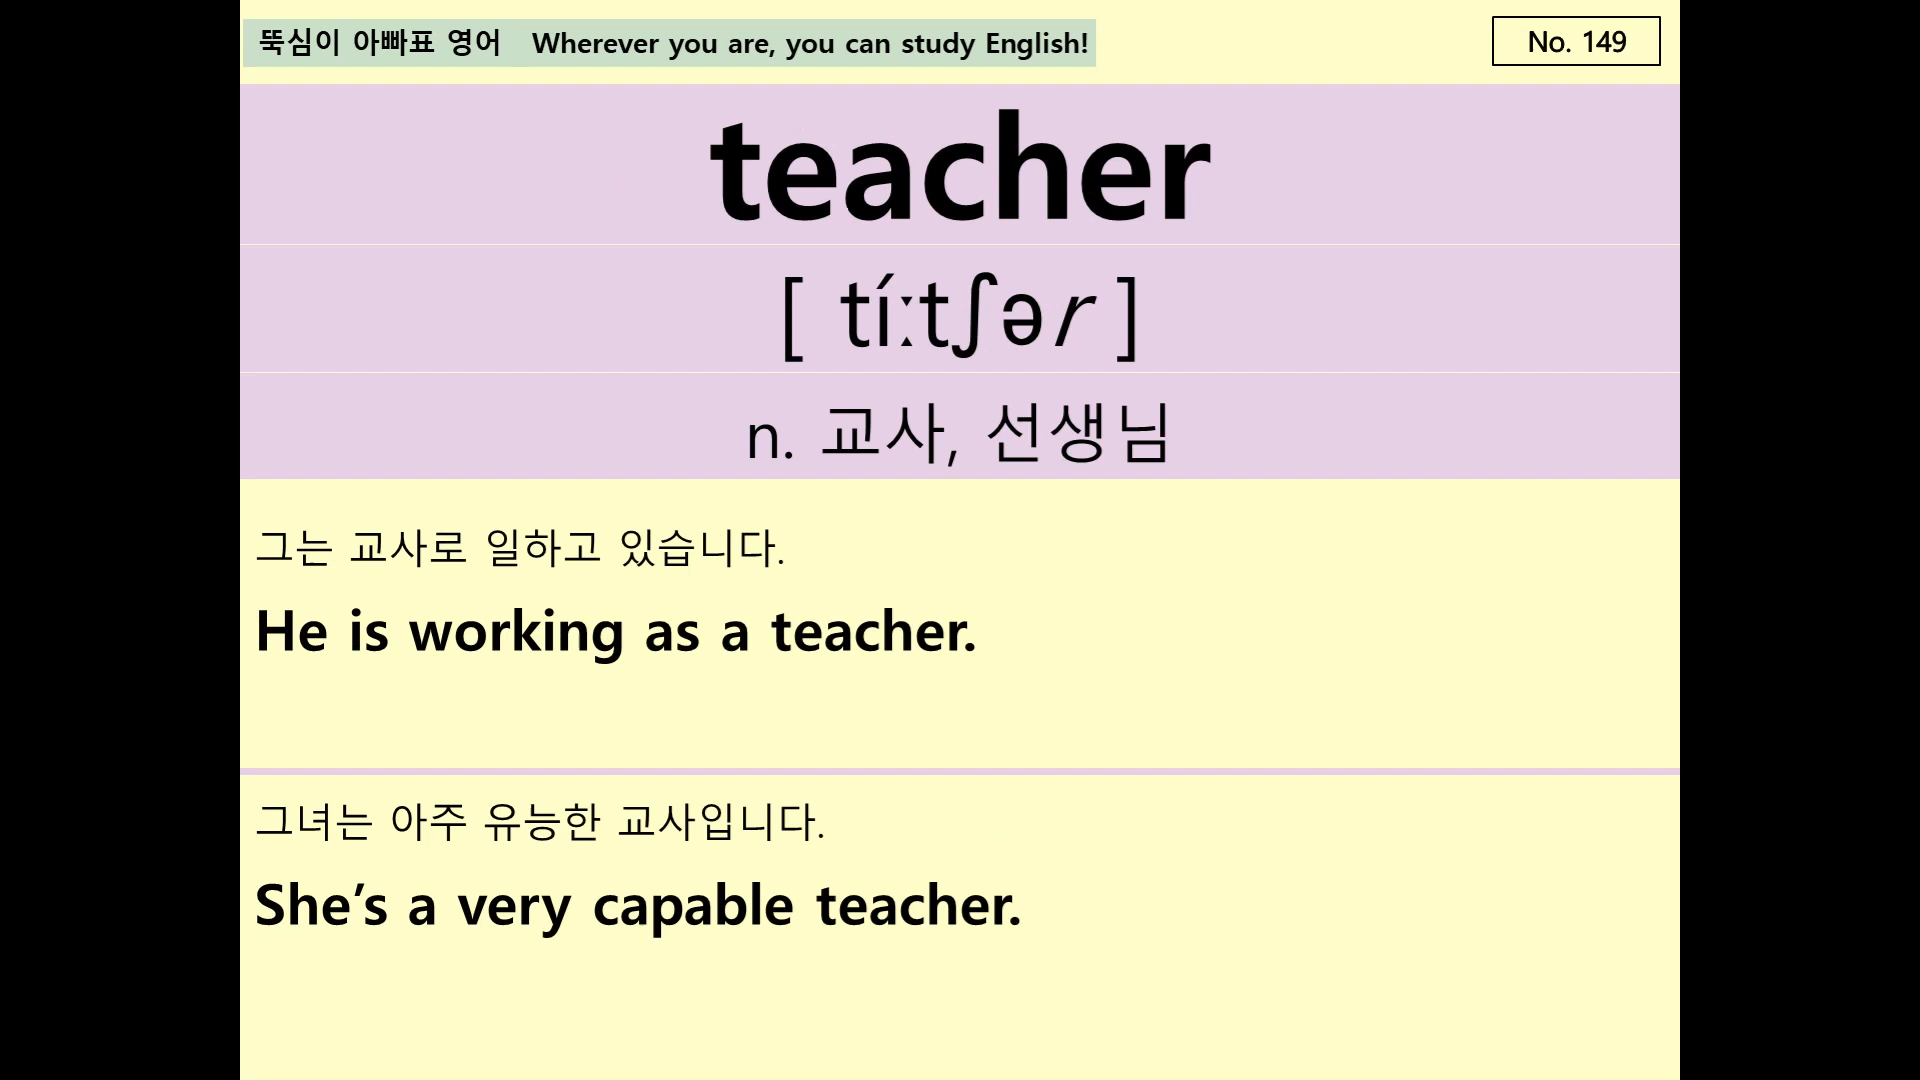 뚝심이 아빠표 영어 Wherever you are, you can study English!
No. 149
teacher
[ tíːtʃər ]
n. 교사, 선생님
그는 교사로 일하고 있습니다.
He is working as a teacher.
그녀는 아주 유능한 교사입니다.
She’s a very capable teacher.